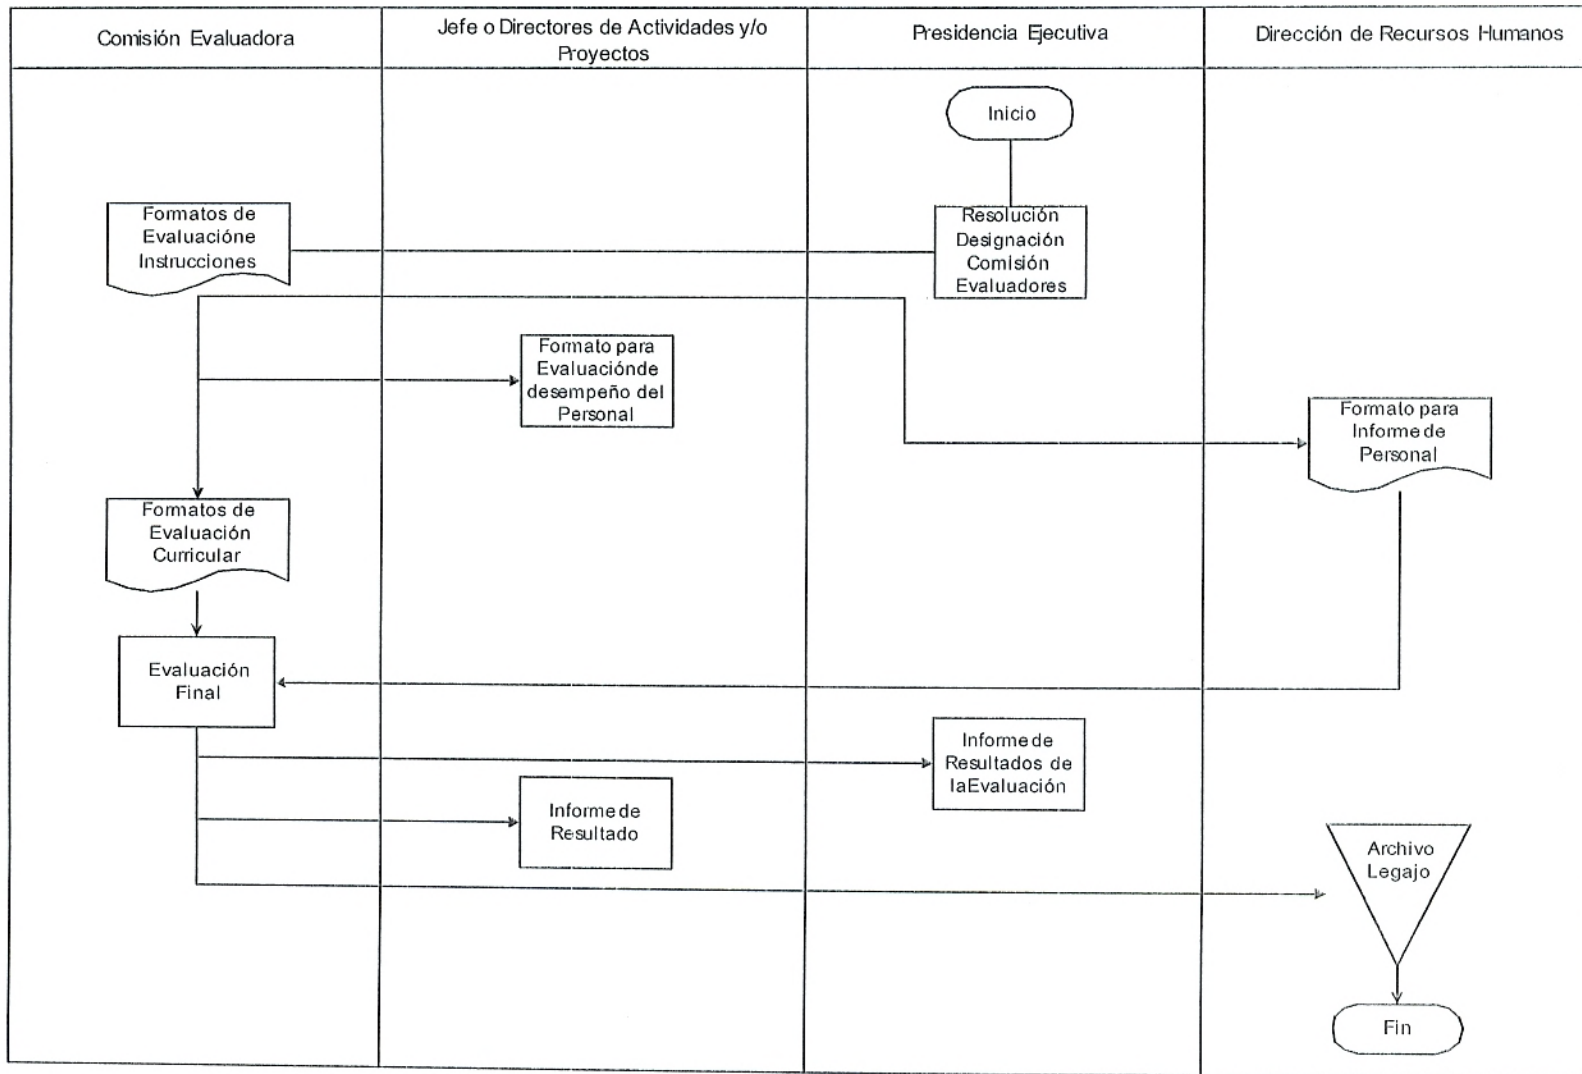 Comisión Evaluadora
Jefe o Directores de Actividades y/o
Proyectos
Presidencia Ejecutiva
Dirección de Recursos Humanos
Inicio
Formatos de
Evaluacióne
Instrucciones
Resolución
Designación
Comisión
Evaluadores
Formato para
Evaluaciónde
desempeño del
Personal
Formato para
Informe de
Personal
Formatos de
Evaluación
Curricular
Evaluación
Final
Informe de
Resultados de
laEvaluación
Informe de
Resultado
Archivo
Legajo
Fin